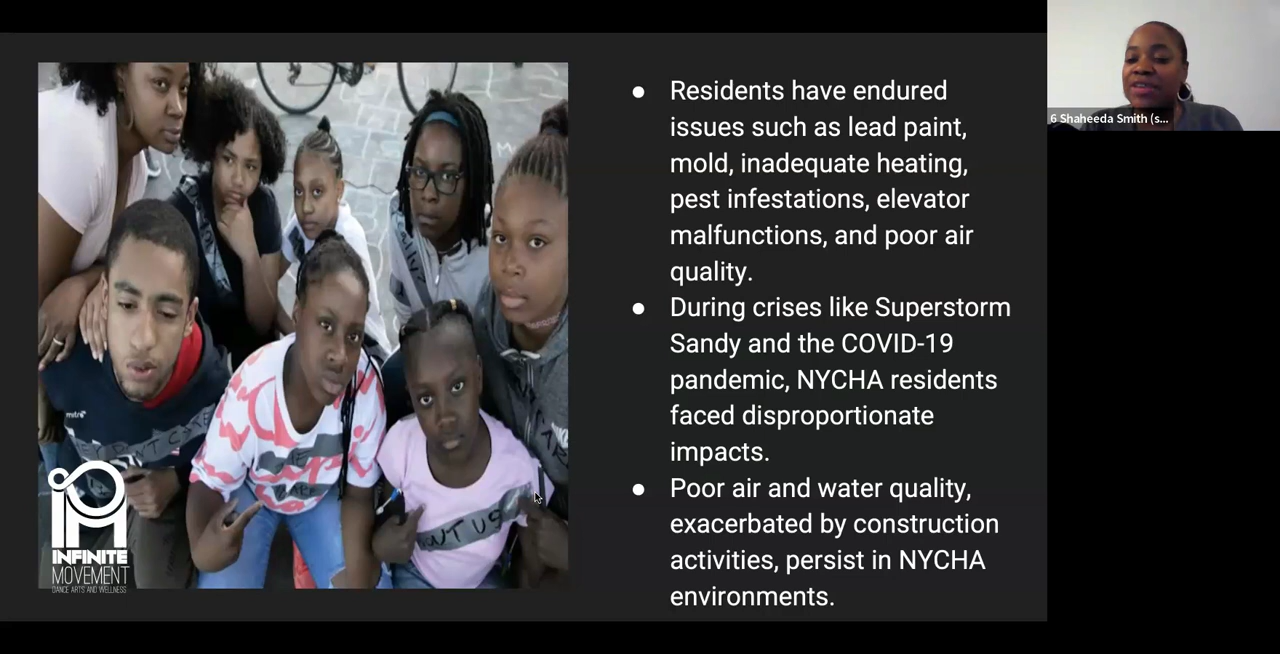 ● Residents have endured
issues such as lead paint,
mold, inadequate heating,
pest infestations, elevator
malfunctions, and poor air
quality.
● During crises like Superstorm
Sandy and the COVID-19
pandemic, NYCHA residents
faced disproportionate
impacts.
● Poor air and water quality,
exacerbated by construction
activities, persist in NYCHA
environments.
6 Shaheeda Smith (s...
INFINITE
MOVEMENT
DANCE ARTS AND WELLNESS
mitre
CARE